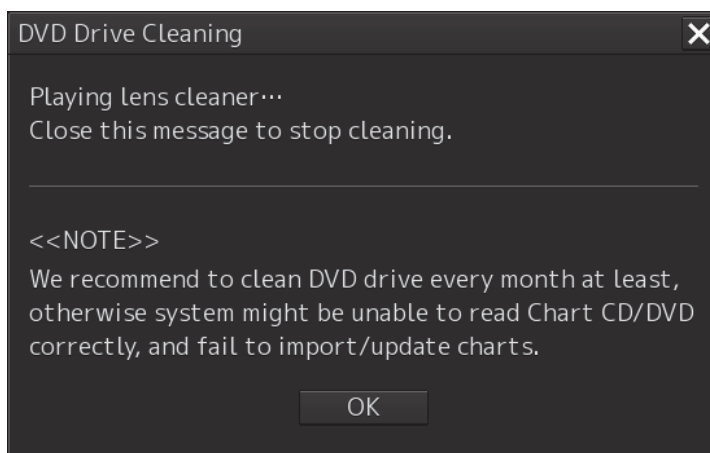 DVD Drive Cleaning
Playing lens cleaner…
Close this message to stop cleaning.
<<NOTE>>
We recommend to clean DVD drive every month at least,
otherwise system might be unable to read Chart CD/DVD
correctly, and fail to import/update charts.
OK